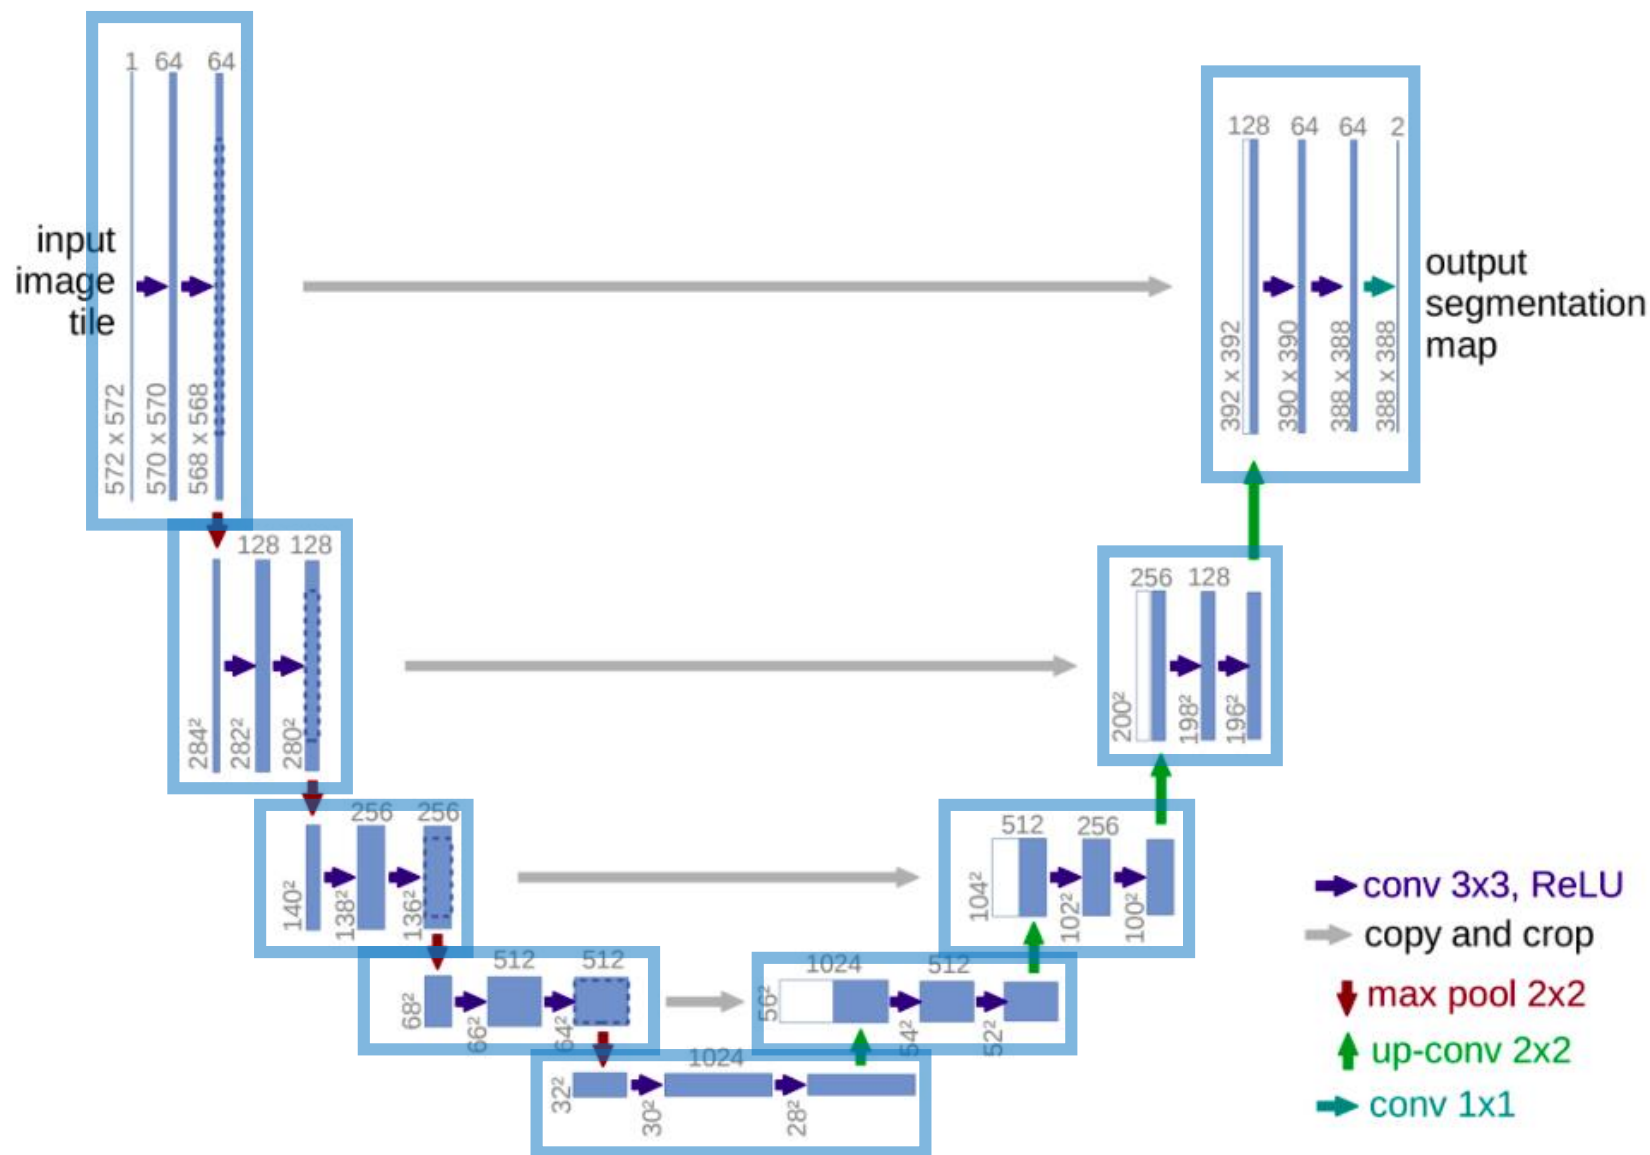 1 64 64
input
image
tile
572 x 572
570 x 570
568 x 568
128 64 64 2
392 x 392
390 x 390
388 x 388
388 x 388
output
segmentation
map
128 128
284²
282²
280²
256 128
200²
198²
196²
256 256
140²
138²
136²
512 256
104²
102²
100²
512 512
68²
66²
64²
1024 512
56²
54²
52²
1024
32²
30²
28²
conv 3x3, ReLU
copy and crop
max pool 2x2
up-conv 2x2
conv 1x1